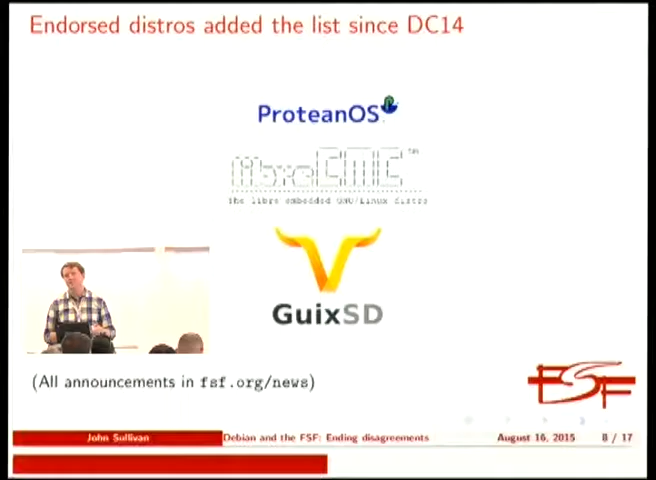 Endorsed distros added the list since DC14
ProteanOS
MoreCMC™
The libre embedded GNU/Linux distro
GuixSD
(All announcements in fsf.org/news)
FSF
John Sullivan Debian and the FSF: Ending disagreements August 16, 2015 8 / 17